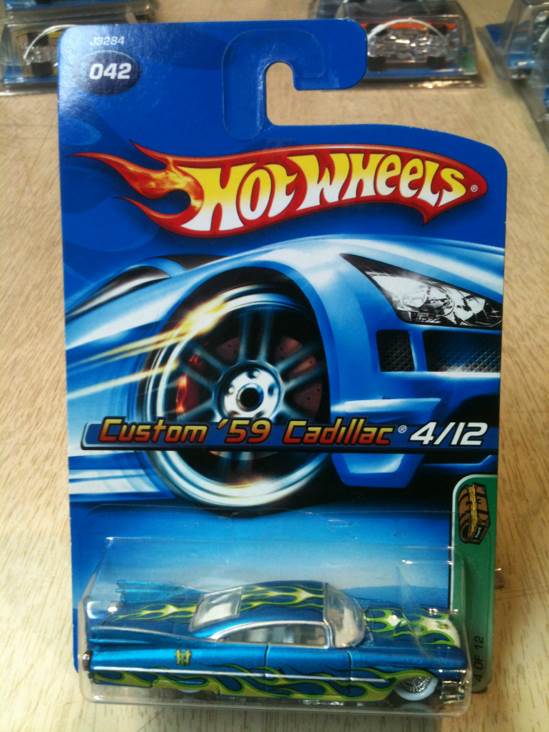 J3284
042
HOT WHEELS®
Custom '59 Cadillac® 4/12
4 OF 12